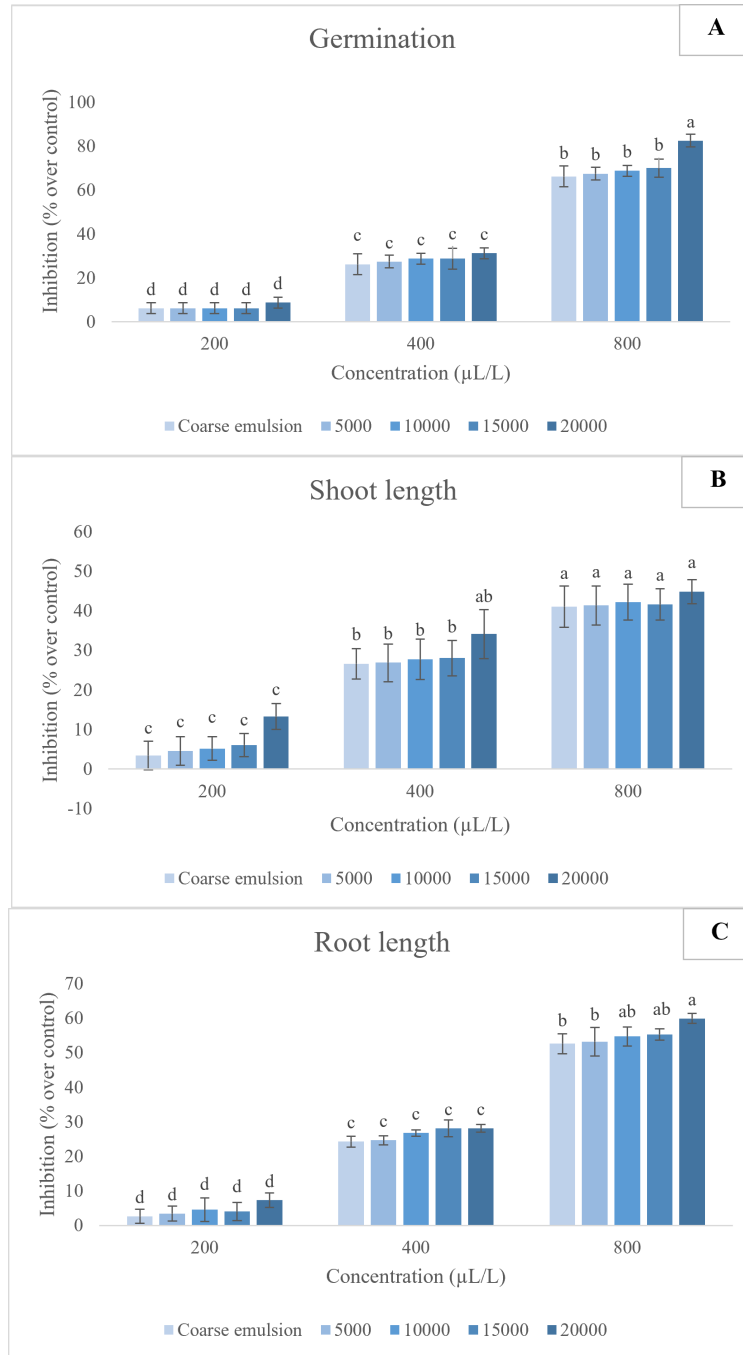 A
Germination
Inhibition (% over control)
100
80
60
40
20
0
d d d d d
c c c c c
b b b b a
200 400 800
Concentration (µL/L)
Coarse emulsion 5000 10000 15000 20000
B
Shoot length
Inhibition (% over control)
60
50
40
30
20
10
0
-10
c c c c c
b b b b ab
a a a a a
200 400 800
Concentration (µL/L)
Coarse emulsion 5000 10000 15000 20000
C
Root length
Inhibition (% over control)
70
60
50
40
30
20
10
0
d d d d d
c c c c c
b b ab ab a
200 400 800
Concentration (µL/L)
Coarse emulsion 5000 10000 15000 20000